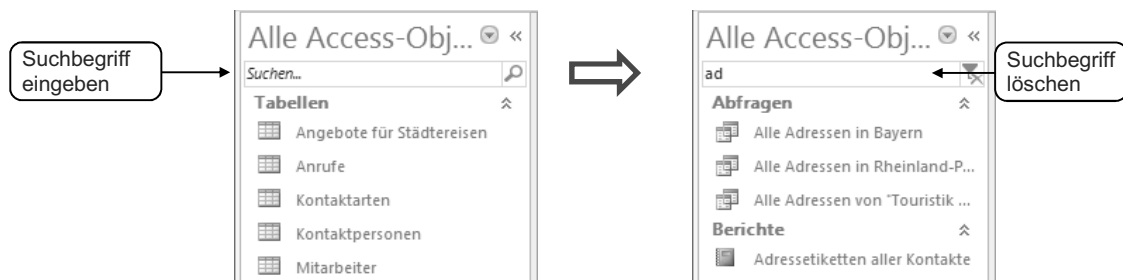 Suchbegriff
eingeben
Alle Access-Obj... «
Suchen...
Tabellen
Angebote für Städtereisen
Anrufe
Kontaktarten
Kontaktpersonen
Mitarbeiter
Alle Access-Obj... «
ad
Abfragen
Alle Adressen in Bayern
Alle Adressen in Rheinland-P...
Alle Adressen von "Touristik ...
Berichte
Adressetiketten aller Kontakte
Suchbegriff
löschen